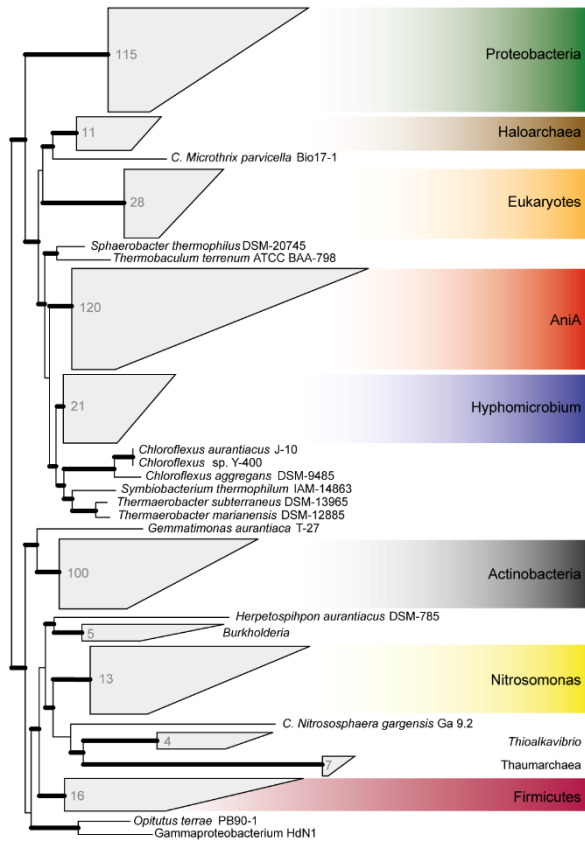 115
Proteobacteria
11
Haloarchaea
C. Microthrix parvicella Bio17-1
28
Eukaryotes
Sphaerobacter thermophilus DSM-20745
Thermobaculum terrenum ATCC BAA-798
120
AniA
21
Hyphomicrobium
Chloroflexus aurantiacus J-10
Chloroflexus sp. Y-400
Chloroflexus aggregans DSM-9485
Symbiobacterium thermophilum IAM-14863
Thermaerobacter subterraneus DSM-13965
Thermaerobacter marianensis DSM-12885
Gemmatimonas aurantiaca T-27
100
Actinobacteria
Herpetospihpon aurantiacus DSM-785
5
Burkholderia
13
Nitrosomonas
C. Nitrososphaera gargensis Ga 9.2
4
Thioalkavibrio
7
Thaumarchaea
16
Firmicutes
Opitutus terrae PB90-1
Gammaproteobacterium HdN1